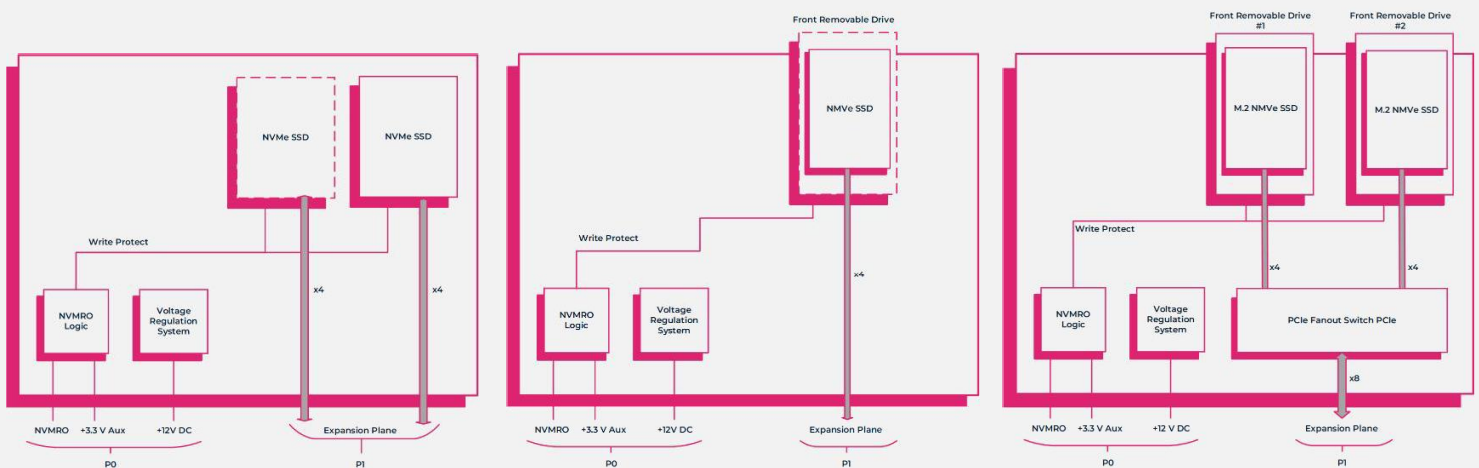 NVMe SSD
NVMe SSD
Write Protect
x4
x4
NVMRO
Logic
Voltage
Regulation
System
NVMRO
+3.3 V Aux
+12V DC
Expansion Plane
P0
P1
Front Removable Drive
NMVe SSD
Write Protect
x4
NVMRO
Logic
Voltage
Regulation
System
NVMRO
+3.3 V Aux
+12V DC
Expansion Plane
P0
P1
Front Removable Drive
#1
Front Removable Drive
#2
M.2 NMVe SSD
M.2 NMVe SSD
Write Protect
x4
x4
NVMRO
Logic
Voltage
Regulation
System
PCIe Fanout Switch PCIe
x8
NVMRO
+3.3 V Aux
+12 V DC
Expansion Plane
P0
P1